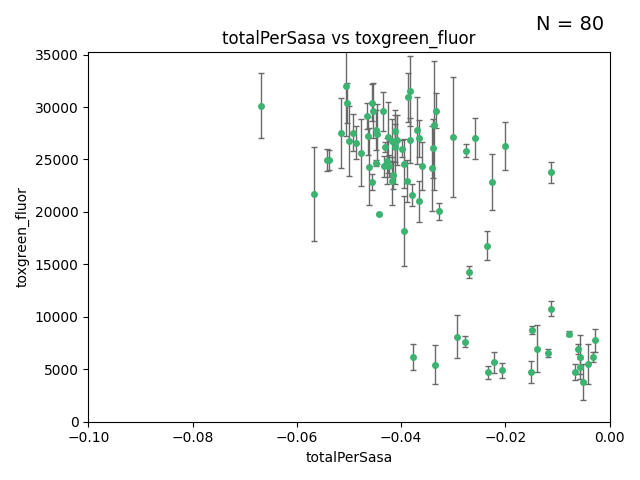 N = 80
totalPerSasa vs toxgreen_fluor
toxgreen_fluor
35000
30000
25000
20000
15000
10000
5000
0
−0.10 −0.08 −0.06 −0.04 −0.02 0.00
totalPerSasa